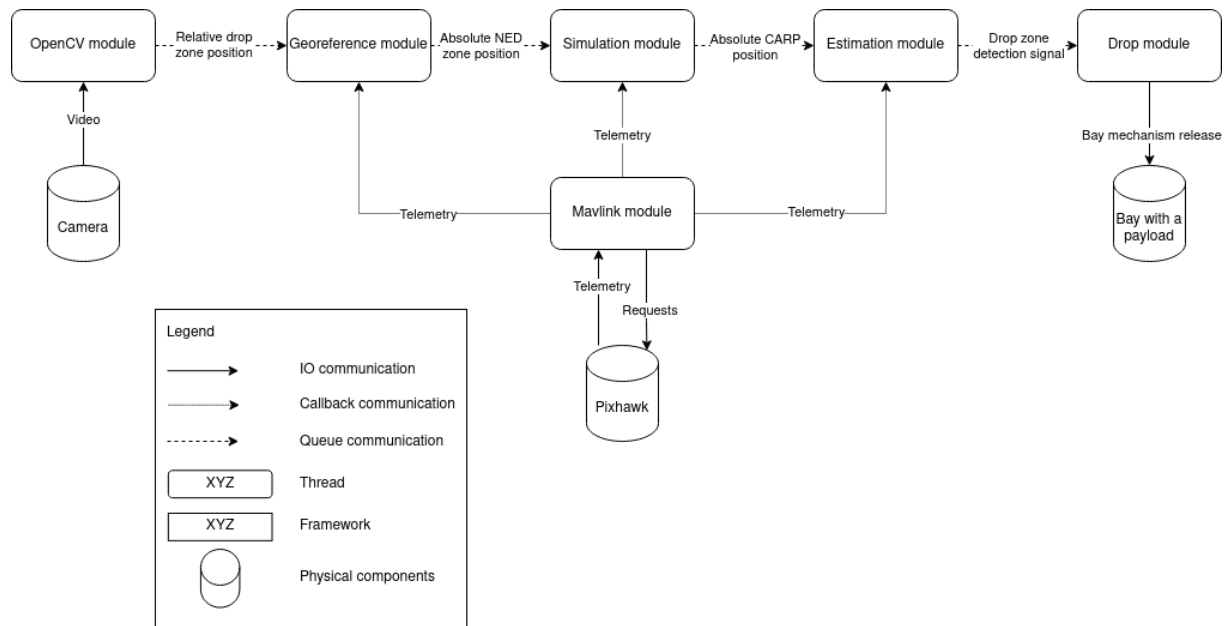 OpenCV module
Relative drop
zone position
Georeference module
Absolute NED
zone position
Simulation module
Absolute CARP
position
Estimation module
Drop zone
detection signal
Drop module
Video
Telemetry
Bay mechanism release
Camera
Telemetry
Mavlink module
Telemetry
Bay with a
payload
Telemetry
Requests
Pixhawk
Legend
IO communication
Callback communication
Queue communication
XYZ
Thread
XYZ
Framework
Physical components